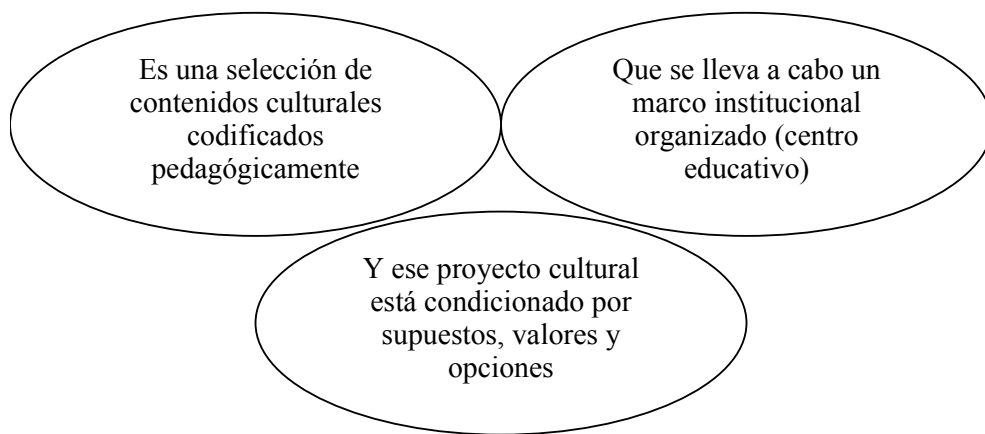 Es una selección de
contenidos culturales
codificados
pedagógicamente
Que se lleva a cabo un
marco institucional
organizado (centro
educativo)
Y ese proyecto cultural
está condicionado por
supuestos, valores y
opciones